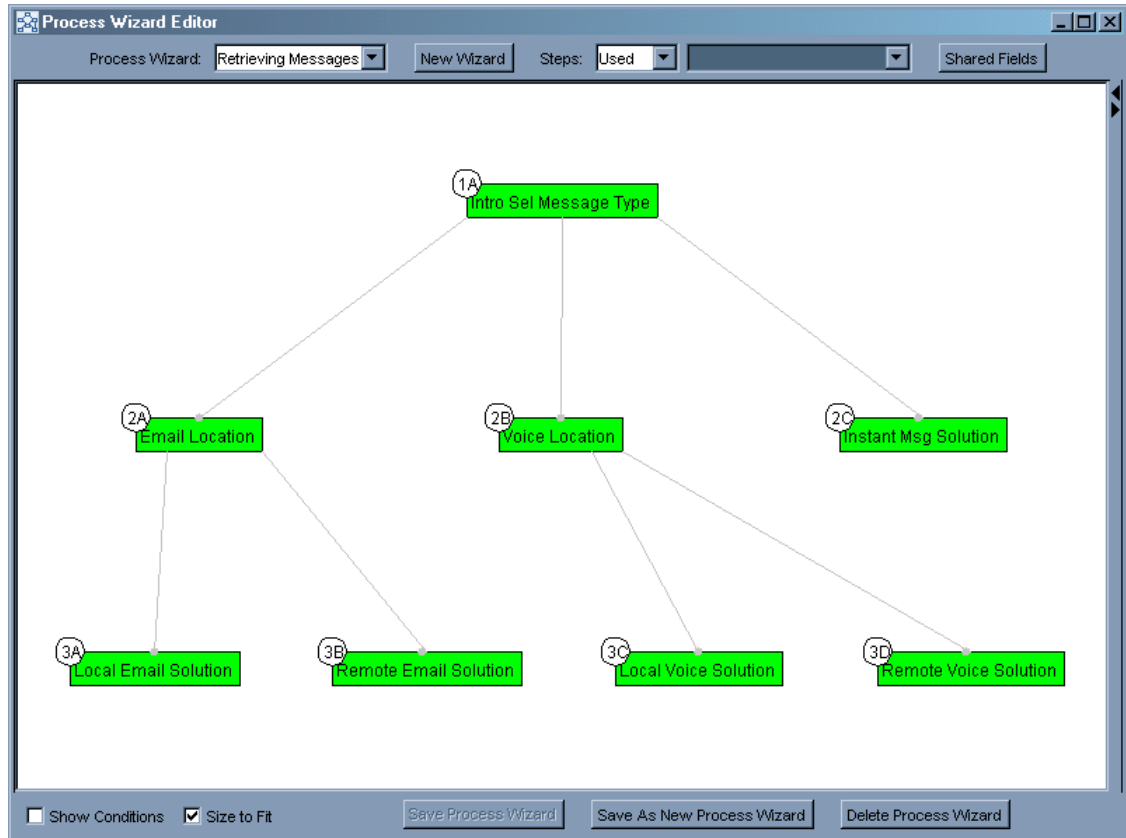 Process Wizard Editor
Process Wizard: Retrieving Messages New Wizard Steps: Used Shared Fields
1A
Intro Sel Message Type
2A 2B 2C
Email Location Voice Location Instant Msg Solution
3A 3B 3C 3D
Local Email Solution Remote Email Solution Local Voice Solution Remote Voice Solution
Show Conditions Size to Fit Save Process Wizard Save As New Process Wizard Delete Process Wizard